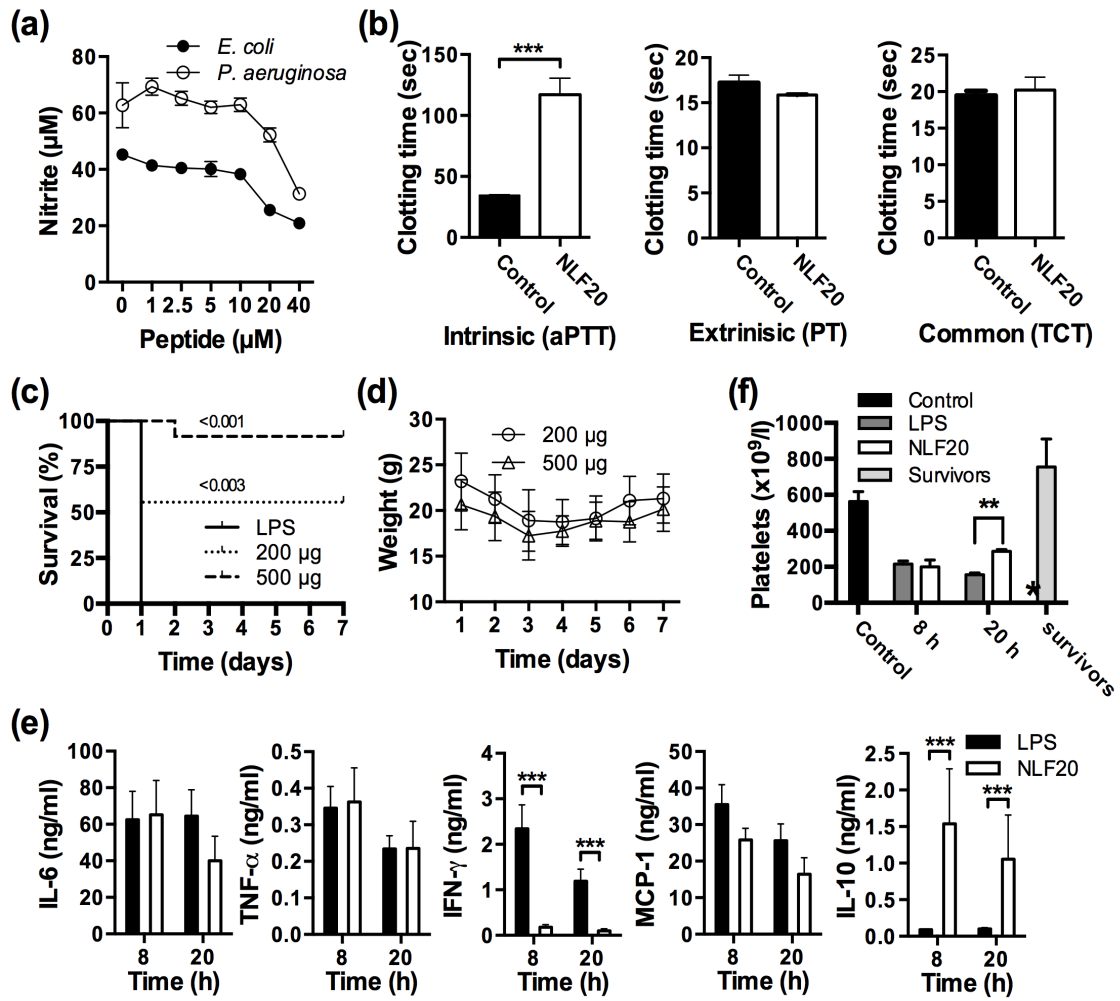 (a)
E. coli
P. aeruginosa
80
60
40
20
0
Nitrite (µM)
0 1 2.5 5 10 20 40
Peptide (µM)
(b)
***
150
100
50
0
Clotting time (sec)
Control NLF20
Intrinsic (aPTT)
20
15
10
5
0
Clotting time (sec)
Control NLF20
Extrinisic (PT)
25
20
15
10
5
0
Clotting time (sec)
Control NLF20
Common (TCT)
(c)
100
75
50
25
0
Survival (%)
<0.001
<0.003
LPS
200 µg
500 µg
0 1 2 3 4 5 6 7
Time (days)
(d)
30
25
20
15
10
Weight (g)
200 µg
500 µg
1 2 3 4 5 6 7
Time (days)
(f)
Control
LPS
NLF20
Survivors
1000
800
600
400
200
0
Platelets (x10⁹/l)
**
*
Control 8 h 20 h survivors
(e)
100
80
60
40
20
0
IL-6 (ng/ml)
8 20
Time (h)
0.5
0.4
0.3
0.2
0.1
0.0
TNF-α (ng/ml)
8 20
Time (h)
4
3
2
1
0
IFN-γ (ng/ml)
***
***
8 20
Time (h)
50
40
30
20
10
0
MCP-1 (ng/ml)
8 20
Time (h)
2.5
2.0
1.5
1.0
0.5
0.0
IL-10 (ng/ml)
***
***
LPS
NLF20
8 20
Time (h)